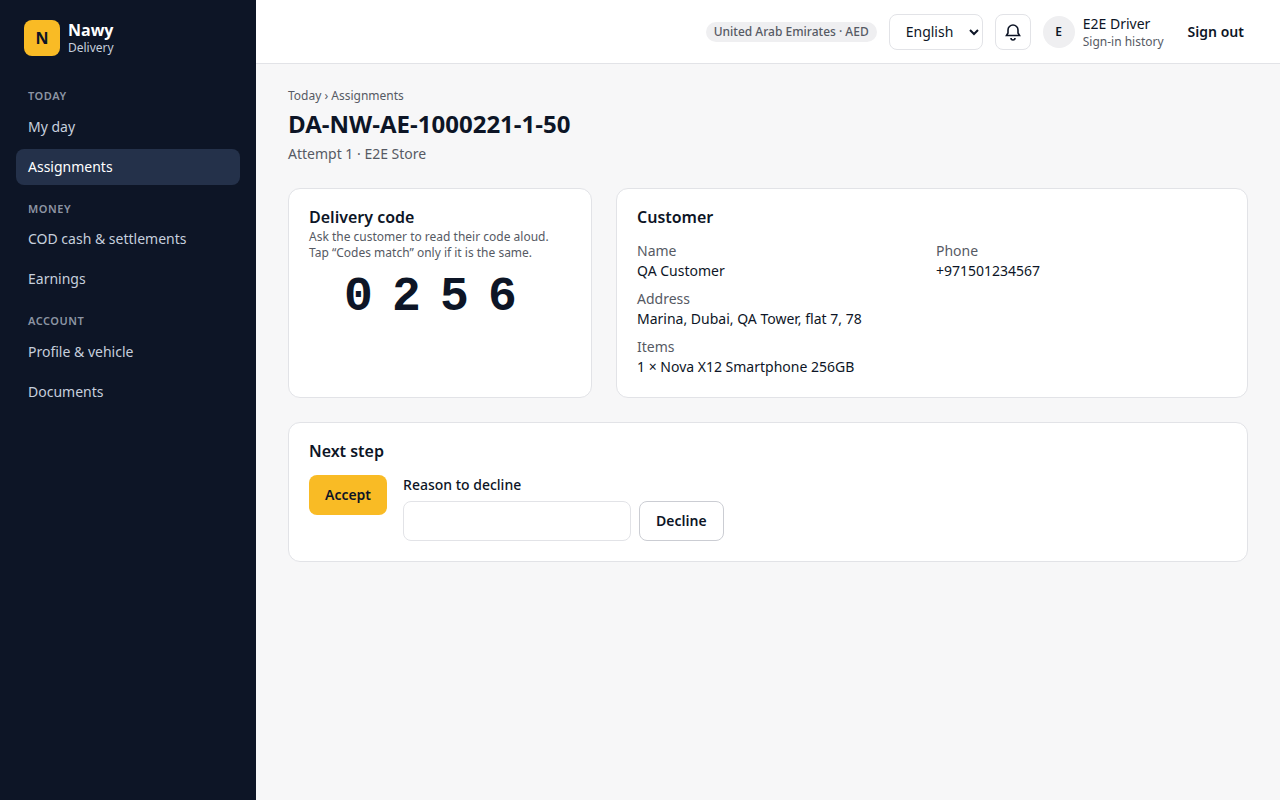 N
Nawy
Delivery
TODAY
My day
Assignments
MONEY
COD cash & settlements
Earnings
ACCOUNT
Profile & vehicle
Documents
United Arab Emirates · AED
English
E
E2E Driver
Sign-in history
Sign out
Today › Assignments
DA-NW-AE-1000221-1-50
Attempt 1 · E2E Store
Delivery code
Ask the customer to read their code aloud.
Tap “Codes match” only if it is the same.
0 2 5 6
Customer
Name
QA Customer
Phone
+971501234567
Address
Marina, Dubai, QA Tower, flat 7, 78
Items
1 × Nova X12 Smartphone 256GB
Next step
Accept
Reason to decline
Decline